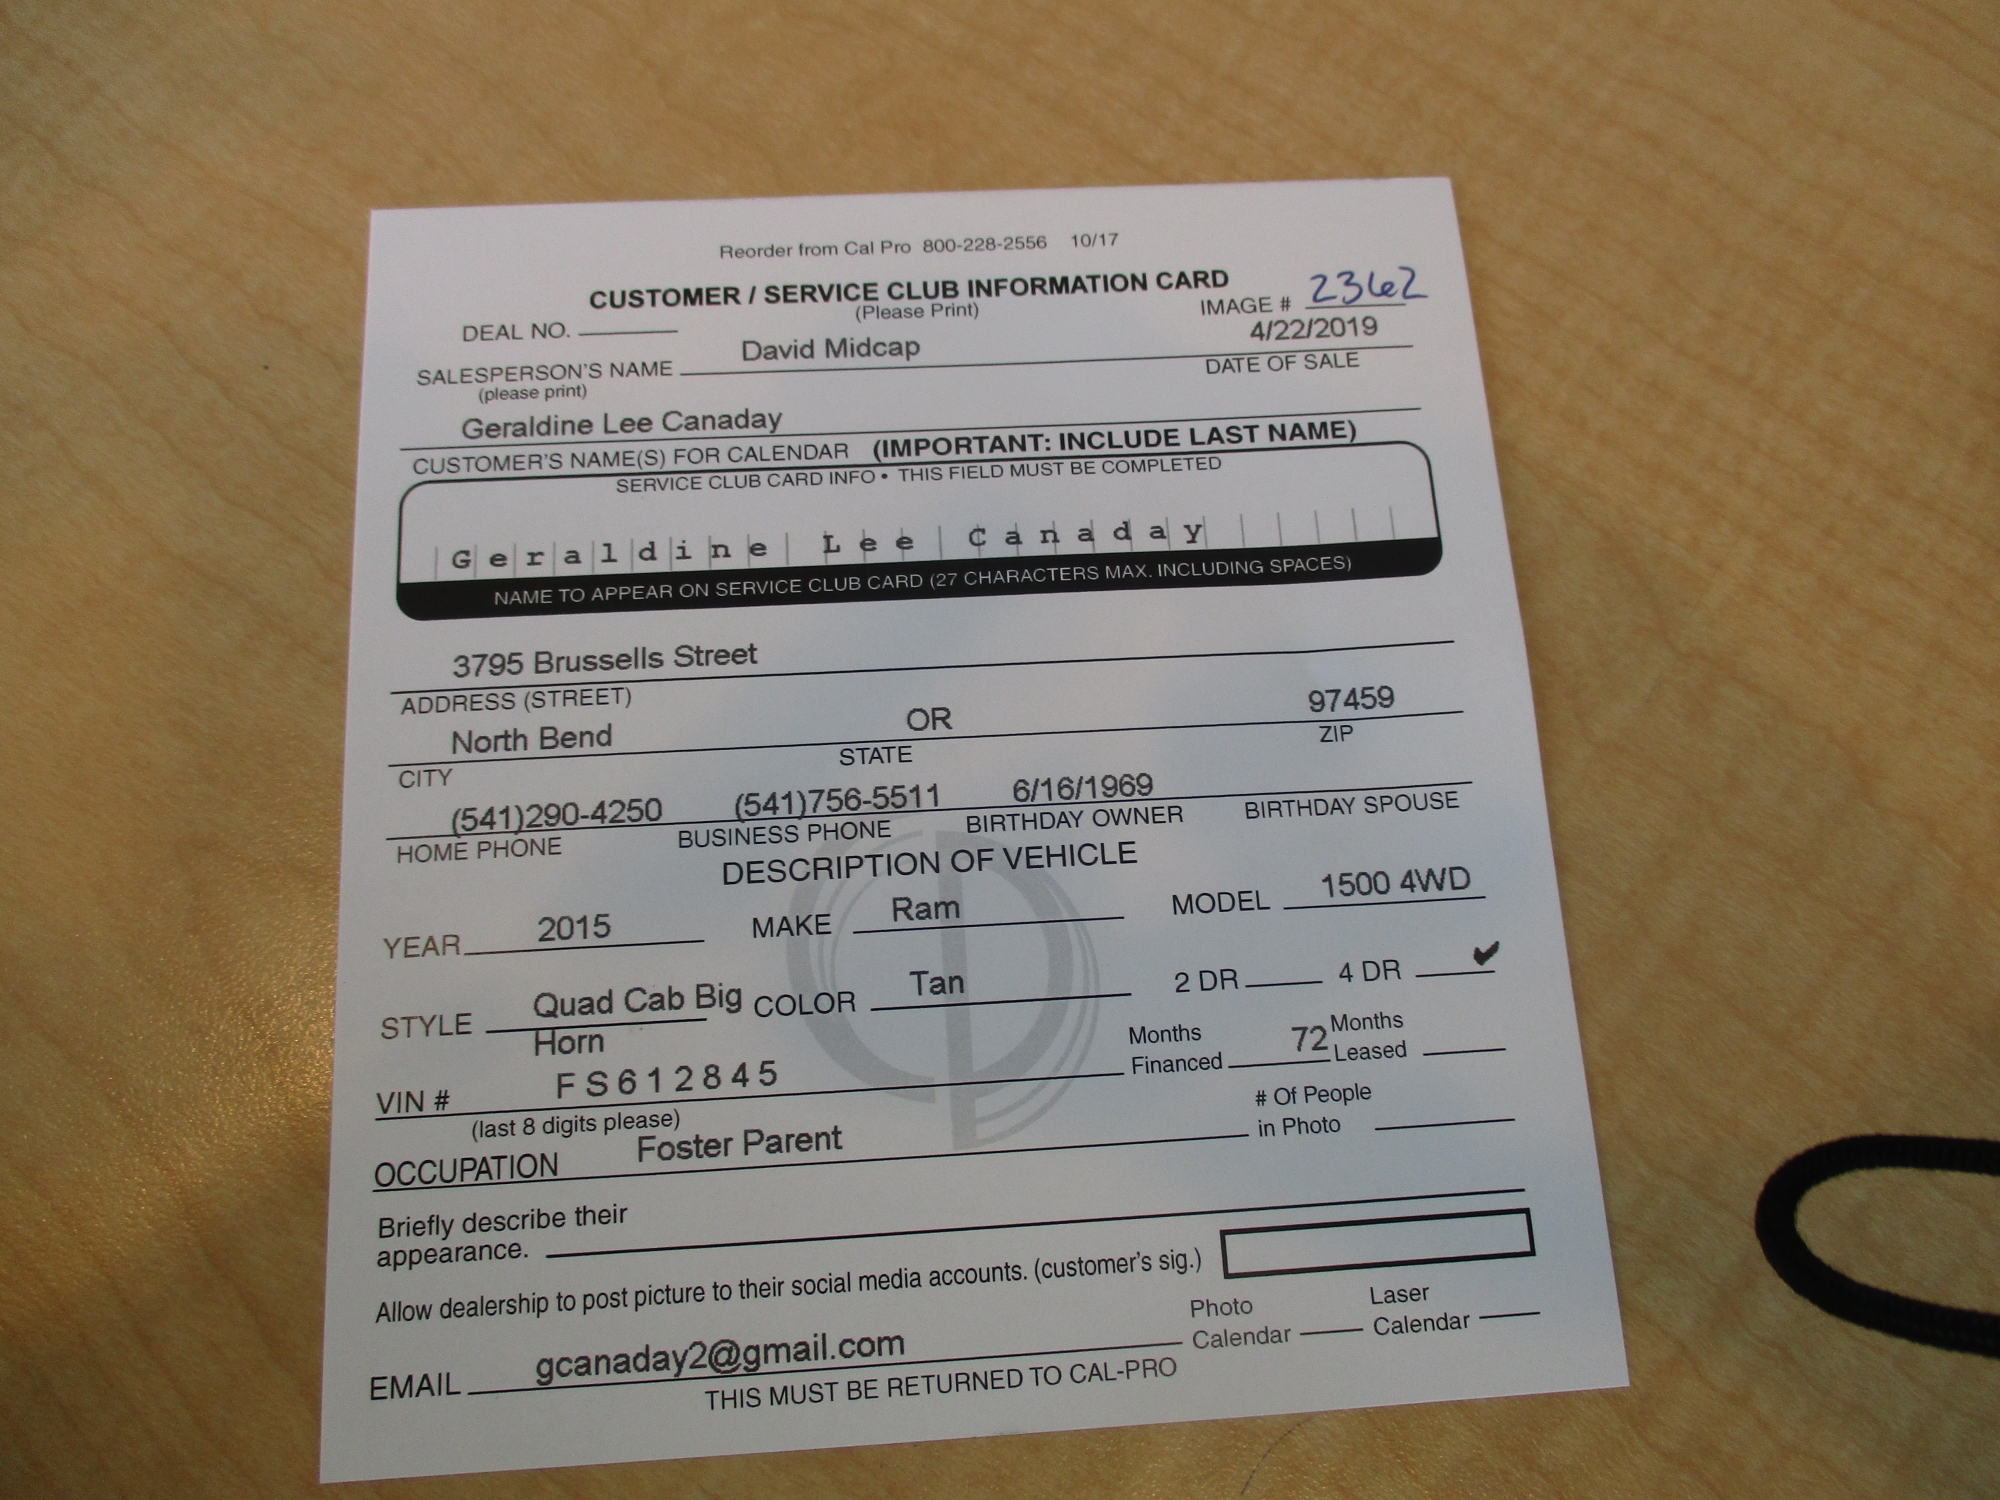 Reorder from Cal Pro 800-228-2556 10/17
CUSTOMER / SERVICE CLUB INFORMATION CARD
(Please Print)
IMAGE # 2362
DEAL NO.
SALESPERSON'S NAME David Midcap 4/22/2019
(please print) DATE OF SALE
Geraldine Lee Canaday
CUSTOMER'S NAME(S) FOR CALENDAR (IMPORTANT: INCLUDE LAST NAME)
SERVICE CLUB CARD INFO • THIS FIELD MUST BE COMPLETED
Geraldine Lee Canaday
NAME TO APPEAR ON SERVICE CLUB CARD (27 CHARACTERS MAX. INCLUDING SPACES)
3795 Brussells Street
ADDRESS (STREET)
North Bend OR 97459
CITY STATE ZIP
(541)290-4250 (541)756-5511 6/16/1969
HOME PHONE BUSINESS PHONE BIRTHDAY OWNER BIRTHDAY SPOUSE
DESCRIPTION OF VEHICLE
YEAR 2015 MAKE Ram MODEL 1500 4WD
STYLE Quad Cab Big COLOR Tan 2 DR 4 DR ✔
Horn
Months Financed 72 Months Leased
VIN # FS612845
(last 8 digits please)
# Of People in Photo
OCCUPATION Foster Parent
Briefly describe their
appearance.
Allow dealership to post picture to their social media accounts. (customer's sig.)
Photo Calendar Laser Calendar
EMAIL gcanaday2@gmail.com
THIS MUST BE RETURNED TO CAL-PRO